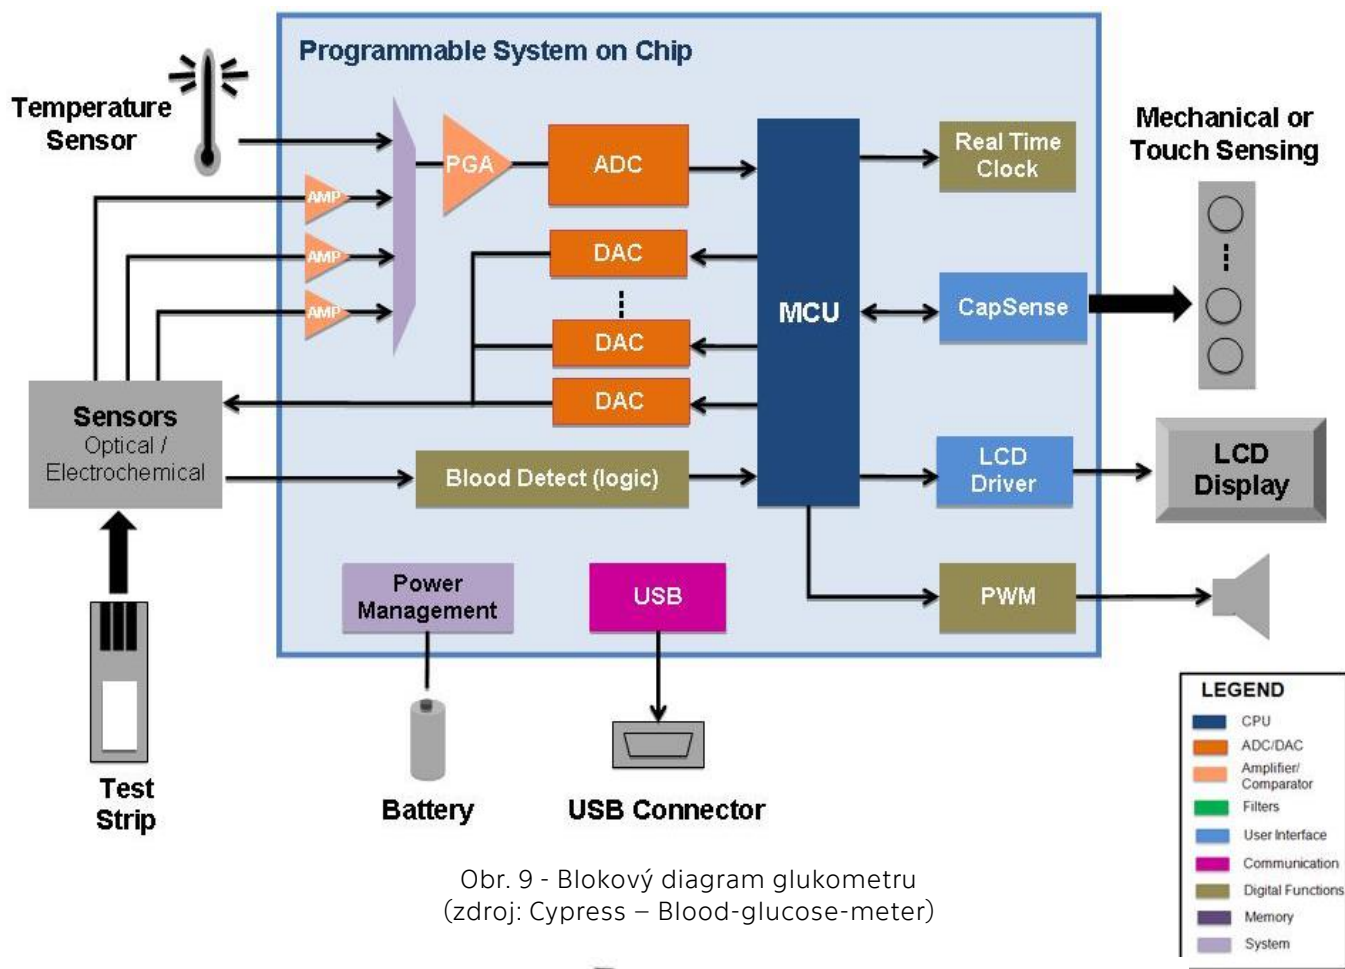 Programmable System on Chip
Temperature
Sensor
Mechanical or
Touch Sensing
PGA
ADC
Real Time
Clock
AMP
AMP
AMP
DAC
DAC
DAC
MCU
CapSense
Sensors
Optical /
Electrochemical
Blood Detect (logic)
LCD
Driver
LCD
Display
Power
Management
USB
PWM
Test
Strip
Battery
USB Connector
LEGEND
CPU
ADC/DAC
Amplifier/
Comparator
Filters
User Interface
Communication
Digital Functions
Memory
System
Obr. 9 - Blokový diagram glukometru
(zdroj: Cypress – Blood-glucose-meter)